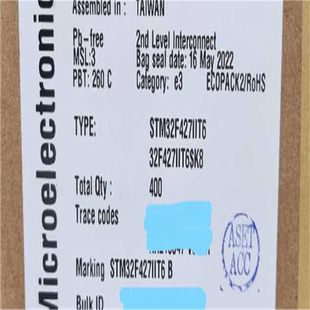 Microelectronic
Assembled in: TAIWAN
Pb-free 2nd Level Interconnect
MSL:3 Bag seal date: 16 May 2022
PBT: 260 C Category: e3 ECOPACK2/RoHS
TYPE: STM32F427IIT6
32F427IIT6$K8
Total Qty: 400
Trace codes
Marking STM32F427IIT6 B
Bulk ID
ASET
ACC